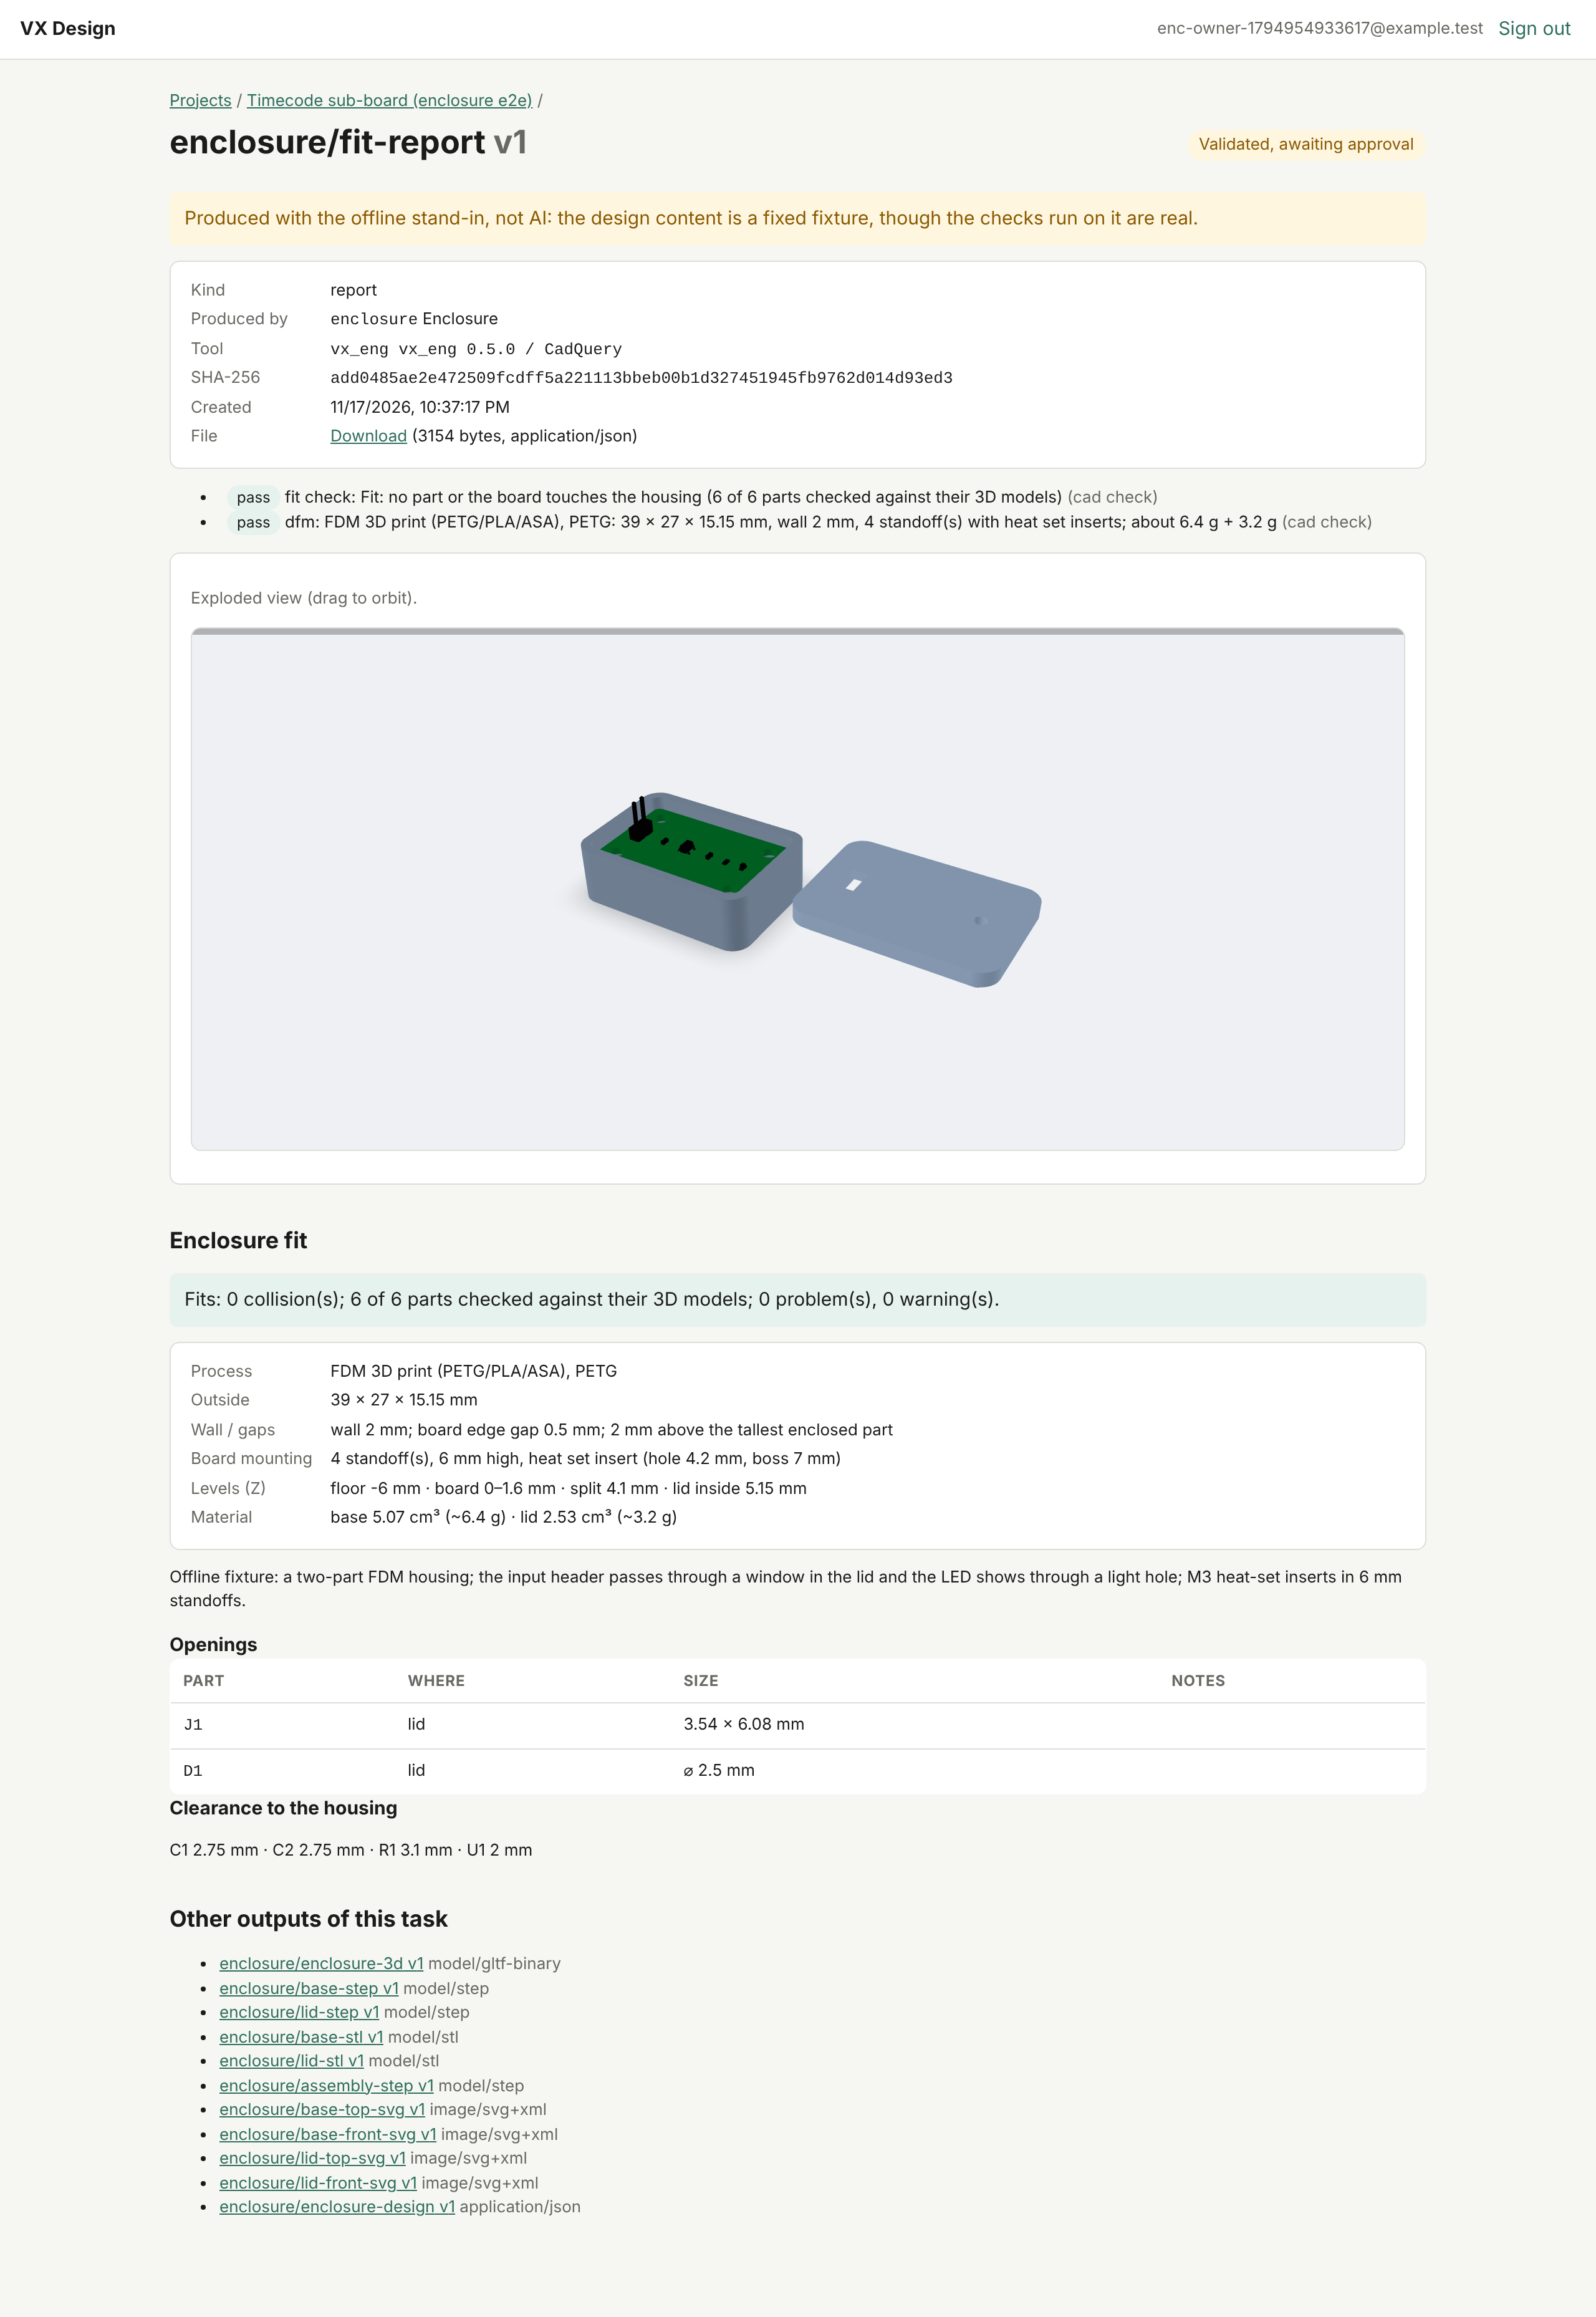 VX Design
enc-owner-1794954933617@example.test Sign out
Projects / Timecode sub-board (enclosure e2e) /
enclosure/fit-report v1
Validated, awaiting approval
Produced with the offline stand-in, not AI: the design content is a fixed fixture, though the checks run on it are real.
Kind report
Produced by enclosure Enclosure
Tool vx_eng vx_eng 0.5.0 / CadQuery
SHA-256 add0485ae2e472509fcdff5a221113bbeb00b1d327451945fb9762d014d93ed3
Created 11/17/2026, 10:37:17 PM
File Download (3154 bytes, application/json)
• pass fit check: Fit: no part or the board touches the housing (6 of 6 parts checked against their 3D models) (cad check)
• pass dfm: FDM 3D print (PETG/PLA/ASA), PETG: 39 × 27 × 15.15 mm, wall 2 mm, 4 standoff(s) with heat set inserts; about 6.4 g + 3.2 g (cad check)
Exploded view (drag to orbit).
Enclosure fit
Fits: 0 collision(s); 6 of 6 parts checked against their 3D models; 0 problem(s), 0 warning(s).
Process FDM 3D print (PETG/PLA/ASA), PETG
Outside 39 × 27 × 15.15 mm
Wall / gaps wall 2 mm; board edge gap 0.5 mm; 2 mm above the tallest enclosed part
Board mounting 4 standoff(s), 6 mm high, heat set insert (hole 4.2 mm, boss 7 mm)
Levels (Z) floor -6 mm · board 0–1.6 mm · split 4.1 mm · lid inside 5.15 mm
Material base 5.07 cm³ (~6.4 g) · lid 2.53 cm³ (~3.2 g)
Offline fixture: a two-part FDM housing; the input header passes through a window in the lid and the LED shows through a light hole; M3 heat-set inserts in 6 mm
standoffs.
Openings
PART WHERE SIZE NOTES
J1 lid 3.54 × 6.08 mm
D1 lid ⌀ 2.5 mm
Clearance to the housing
C1 2.75 mm · C2 2.75 mm · R1 3.1 mm · U1 2 mm
Other outputs of this task
• enclosure/enclosure-3d v1 model/gltf-binary
• enclosure/base-step v1 model/step
• enclosure/lid-step v1 model/step
• enclosure/base-stl v1 model/stl
• enclosure/lid-stl v1 model/stl
• enclosure/assembly-step v1 model/step
• enclosure/base-top-svg v1 image/svg+xml
• enclosure/base-front-svg v1 image/svg+xml
• enclosure/lid-top-svg v1 image/svg+xml
• enclosure/lid-front-svg v1 image/svg+xml
• enclosure/enclosure-design v1 application/json